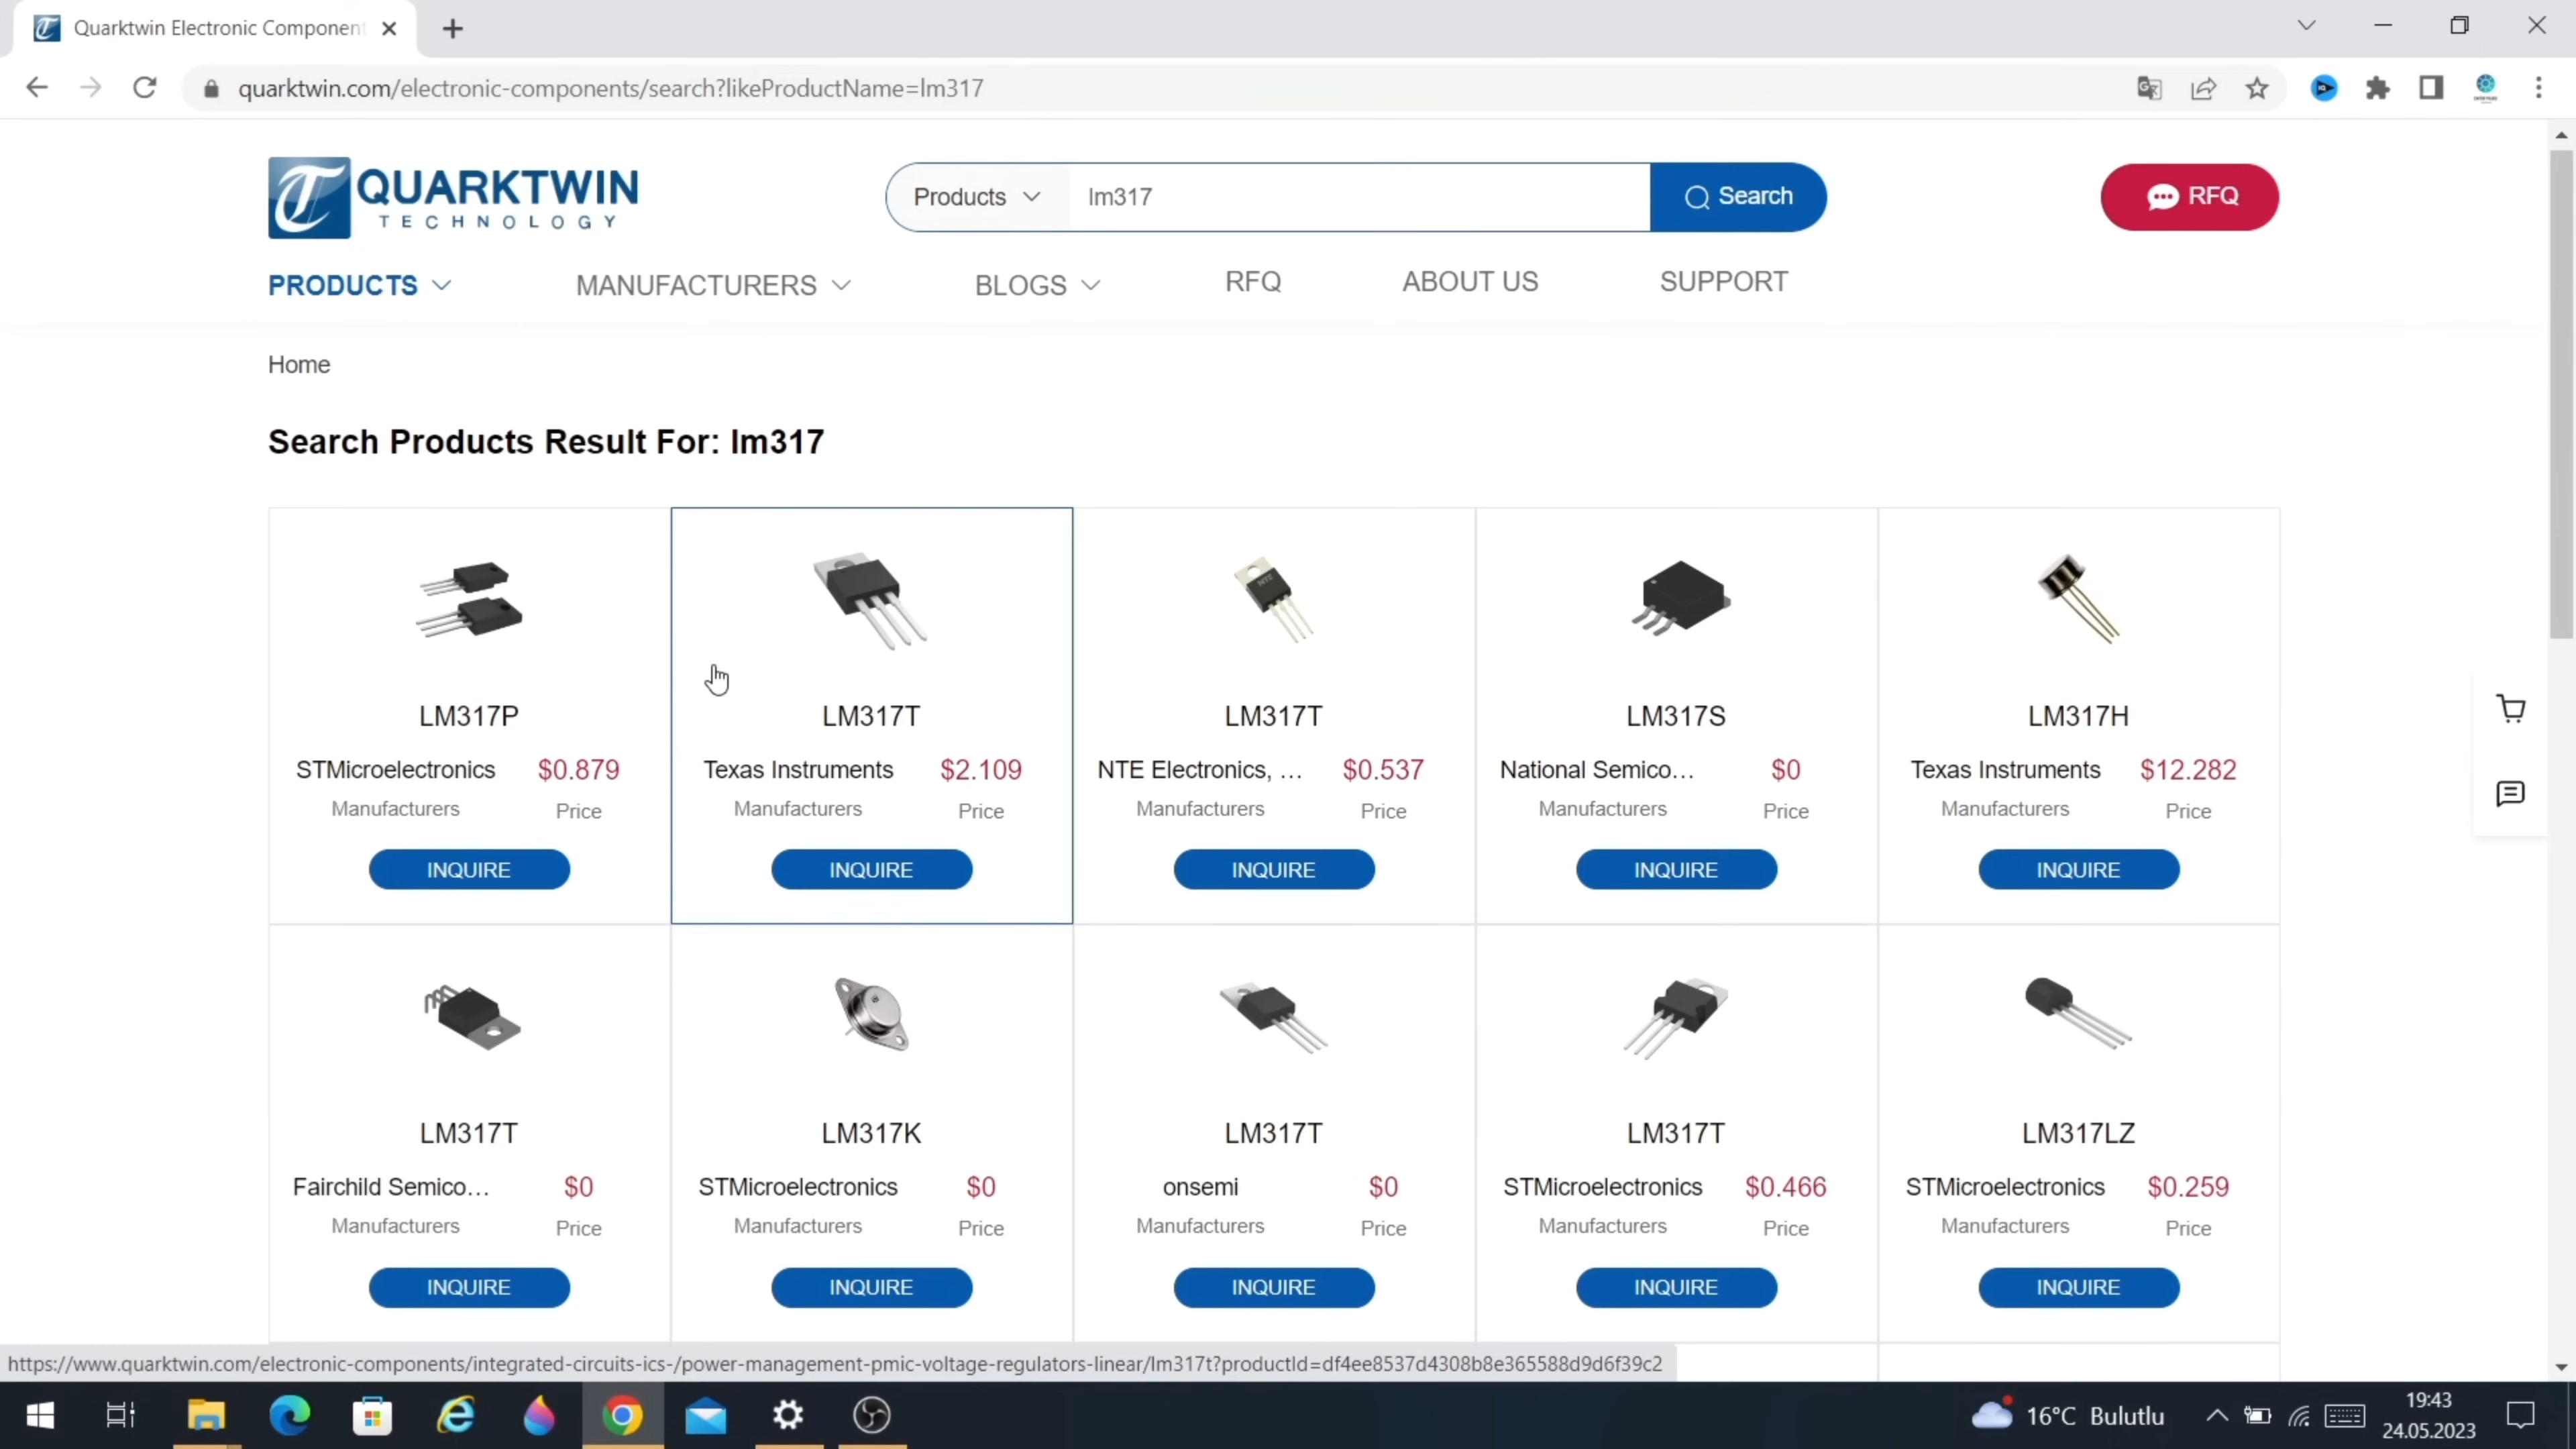 Quarktwin Electronic Component
quarktwin.com/electronic-components/search?likeProductName=lm317
QUARKTWIN
TECHNOLOGY
Products
lm317
Search
RFQ
PRODUCTS
MANUFACTURERS
BLOGS
RFQ
ABOUT US
SUPPORT
Home
Search Products Result For: lm317
LM317P
LM317T
LM317T
LM317S
LM317H
STMicroelectronics $0.879
Texas Instruments $2.109
NTE Electronics, ... $0.537
National Semico... $0
Texas Instruments $12.282
Manufacturers Price
Manufacturers Price
Manufacturers Price
Manufacturers Price
Manufacturers Price
INQUIRE
INQUIRE
INQUIRE
INQUIRE
INQUIRE
LM317T
LM317K
LM317T
LM317T
LM317LZ
Fairchild Semico... $0
STMicroelectronics $0
onsemi $0
STMicroelectronics $0.466
STMicroelectronics $0.259
Manufacturers Price
Manufacturers Price
Manufacturers Price
Manufacturers Price
Manufacturers Price
INQUIRE
INQUIRE
INQUIRE
INQUIRE
INQUIRE
https://www.quarktwin.com/electronic-components/integrated-circuits-ics-/power-management-pmic-voltage-regulators-linear/lm317t?productId=df4ee8537d4308b8e365588d9d6f39c2
16°C Bulutlu
19:43
24.05.2023